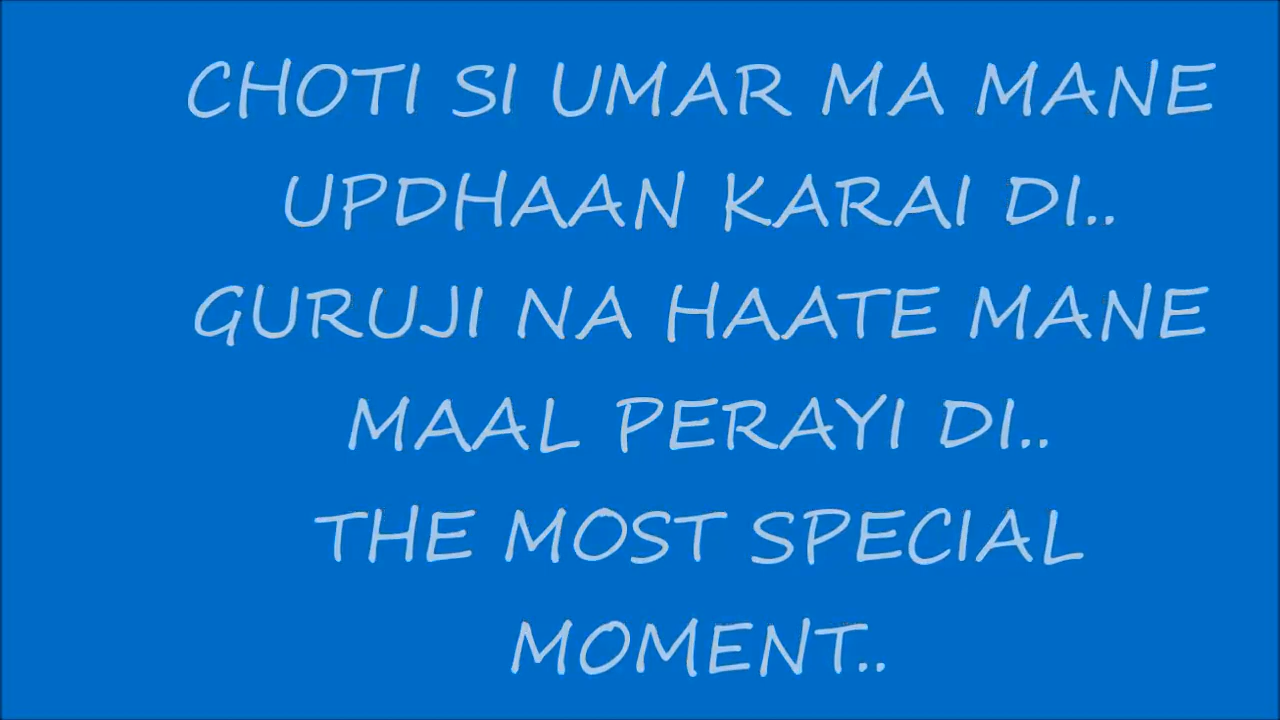 CHOTI SI UMAR MA MANE
UPDHAAN KARAI DI..
GURUJI NA HAATE MANE
MAAL PERAYI DI..
THE MOST SPECIAL
MOMENT..